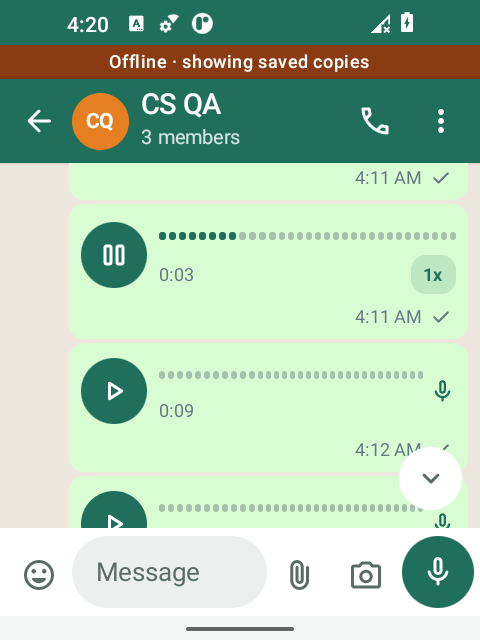 4:20
Offline · showing saved copies
CQ
CS QA
3 members
4:11 AM
0:03
1x
4:11 AM
0:09
4:12 AM
Message